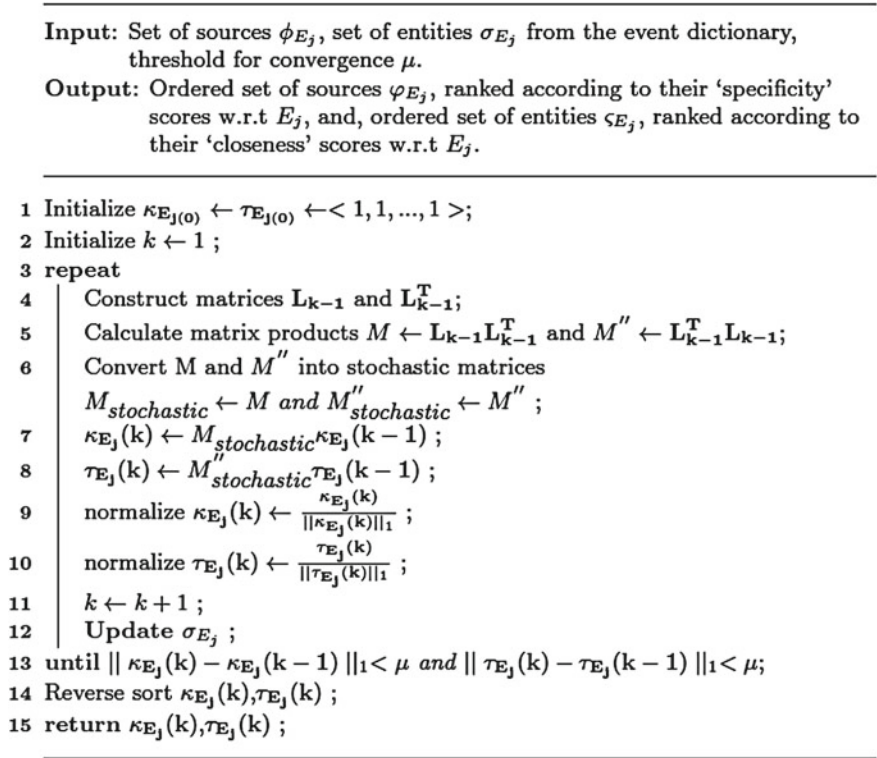 Input: Set of sources ϕ_{E_j}, set of entities σ_{E_j} from the event dictionary,
threshold for convergence μ.
Output: Ordered set of sources φ_{E_j}, ranked according to their ‘specificity’
scores w.r.t E_j, and, ordered set of entities ς_{E_j}, ranked according to
their ‘closeness’ scores w.r.t E_j.
1 Initialize κ_{E_{j(0)}} ← τ_{E_{j(0)}} ←< 1, 1, ..., 1 >;
2 Initialize k ← 1 ;
3 repeat
4 Construct matrices L_{k−1} and L^T_{k−1};
5 Calculate matrix products M ← L_{k−1}L^T_{k−1} and M'' ← L^T_{k−1}L_{k−1};
6 Convert M and M'' into stochastic matrices
M_{stochastic} ← M and M''_{stochastic} ← M'' ;
7 κ_{E_j}(k) ← M_{stochastic}κ_{E_j}(k − 1) ;
8 τ_{E_j}(k) ← M''_{stochastic}τ_{E_j}(k − 1) ;
9 normalize κ_{E_j}(k) ← \frac{κ_{E_j}(k)}{||κ_{E_j}(k)||_1} ;
10 normalize τ_{E_j}(k) ← \frac{τ_{E_j}(k)}{||τ_{E_j}(k)||_1} ;
11 k ← k + 1 ;
12 Update σ_{E_j} ;
13 until || κ_{E_j}(k) − κ_{E_j}(k − 1) ||_1< μ and || τ_{E_j}(k) − τ_{E_j}(k − 1) ||_1< μ;
14 Reverse sort κ_{E_j}(k),τ_{E_j}(k) ;
15 return κ_{E_j}(k),τ_{E_j}(k) ;